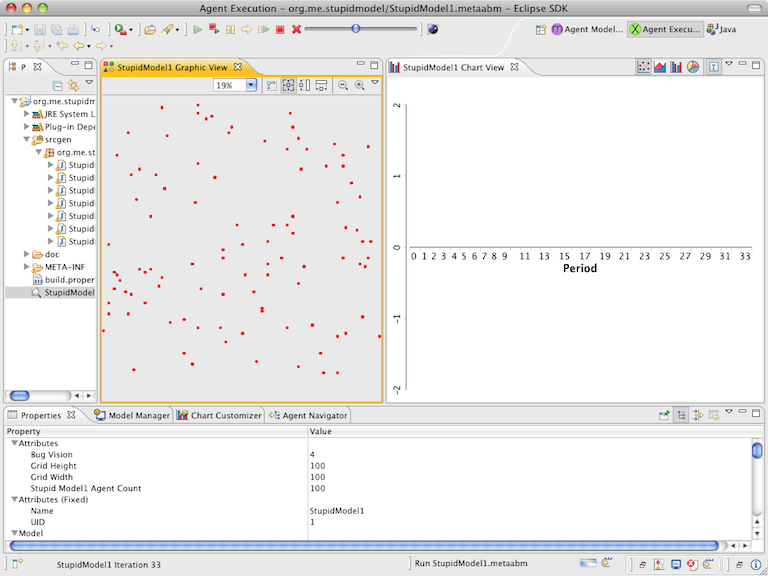 Agent Execution - org.me.stupidmodel/StupidModel1.metaabm - Eclipse SDK
Agent Model... Agent Execu... Java
P
org.me.stupidm
JRE System L
Plug-in Depe
srcgen
org.me.st
Stupid
Stupid
Stupid
Stupid
Stupid
Stupid
Stupid
doc
META-INF
build.proper
StupidModel
StupidModel1 Graphic View
19%
StupidModel1 Chart View
2
1
0
-1
-2
0 1 2 3 4 5 6 7 8 9 11 13 15 17 19 21 23 25 27 29 31 33
Period
Properties Model Manager Chart Customizer Agent Navigator
Property Value
Attributes
Bug Vision 4
Grid Height 100
Grid Width 100
Stupid Model1 Agent Count 100
Attributes (Fixed)
Name StupidModel1
UID 1
Model
StupidModel1 Iteration 33 Run StupidModel1.metaabm